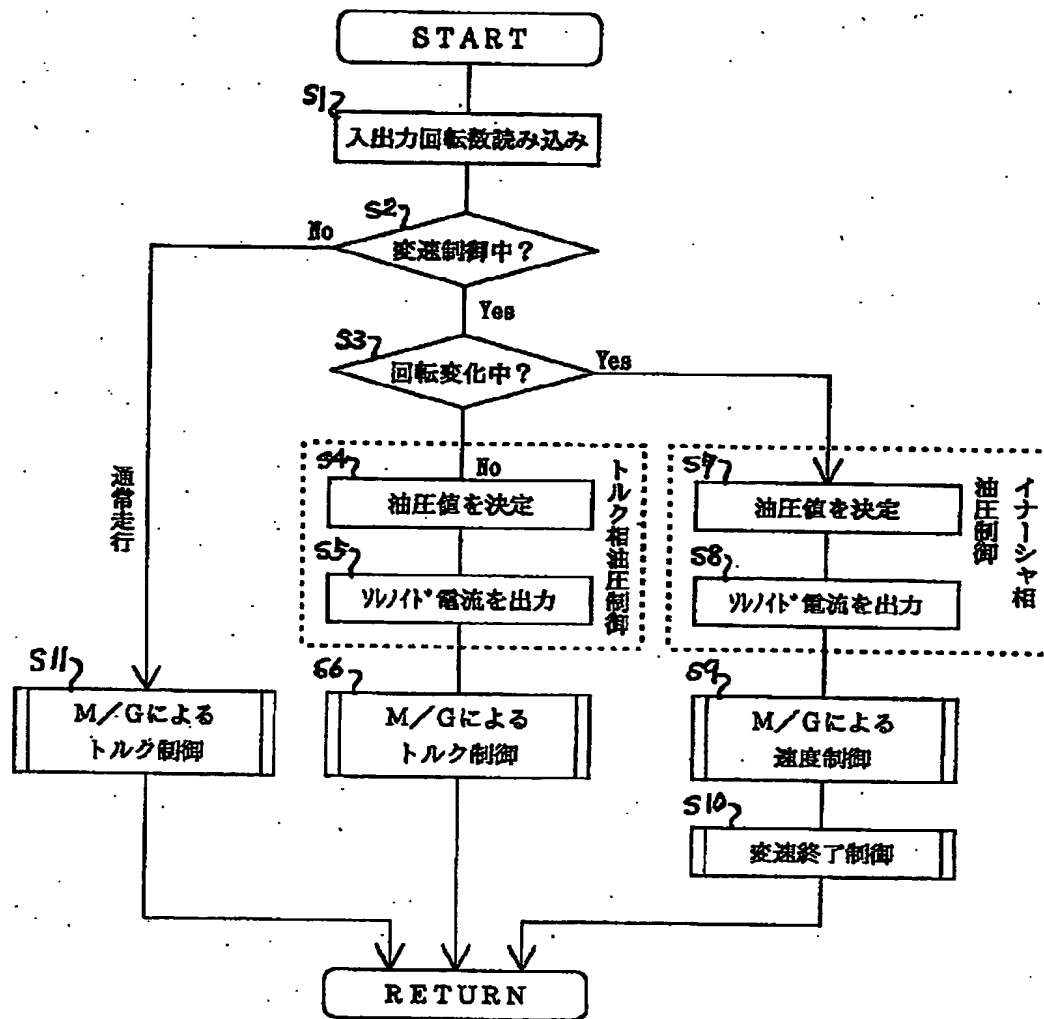 START
S1
入出力回転数読み込み
S2
変速制御中?
No
Yes
S3
回転変化中?
Yes
通常走行
S4
No
油圧値を決定
S5
ソレノイド電流を出力
トルク相油圧制御
S7
油圧値を決定
S8
ソレノイド電流を出力
イナーシャ相
油圧制御
S11
M/Gによる
トルク制御
S6
M/Gによる
トルク制御
S9
M/Gによる
速度制御
S10
変速終了制御
RETURN